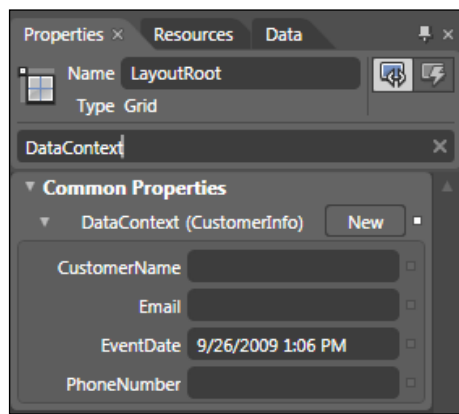 Properties × Resources Data
Name LayoutRoot
Type Grid
DataContext
Common Properties
DataContext (CustomerInfo) New
CustomerName
Email
EventDate 9/26/2009 1:06 PM
PhoneNumber